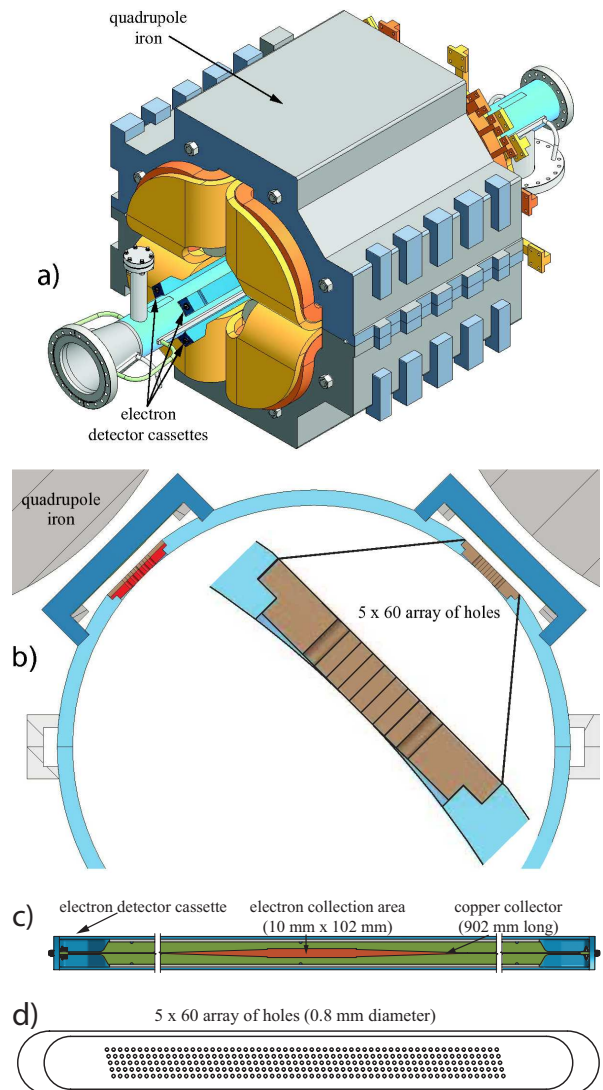 quadrupole
iron
a)
electron
detector cassettes
quadrupole
iron
5 x 60 array of holes
b)
c)
electron detector cassette
electron collection area
(10 mm x 102 mm)
copper collector
(902 mm long)
d)
5 x 60 array of holes (0.8 mm diameter)